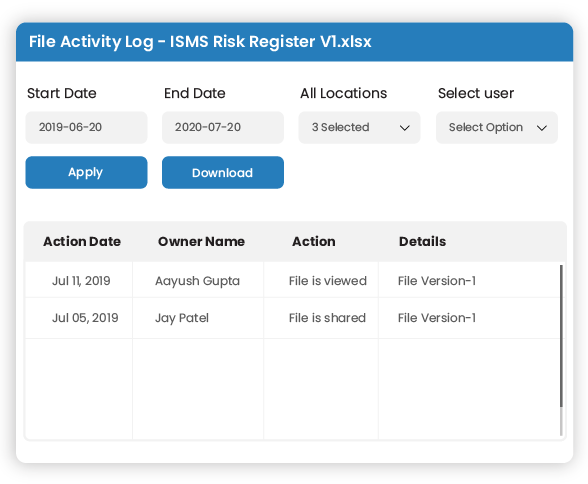 File Activity Log - ISMS Risk Register V1.xlsx
Start Date End Date All Locations Select user
2019-06-20 2020-07-20 3 Selected Select Option
Apply Download
Action Date Owner Name Action Details
Jul 11, 2019 Aayush Gupta File is viewed File Version-1
Jul 05, 2019 Jay Patel File is shared File Version-1